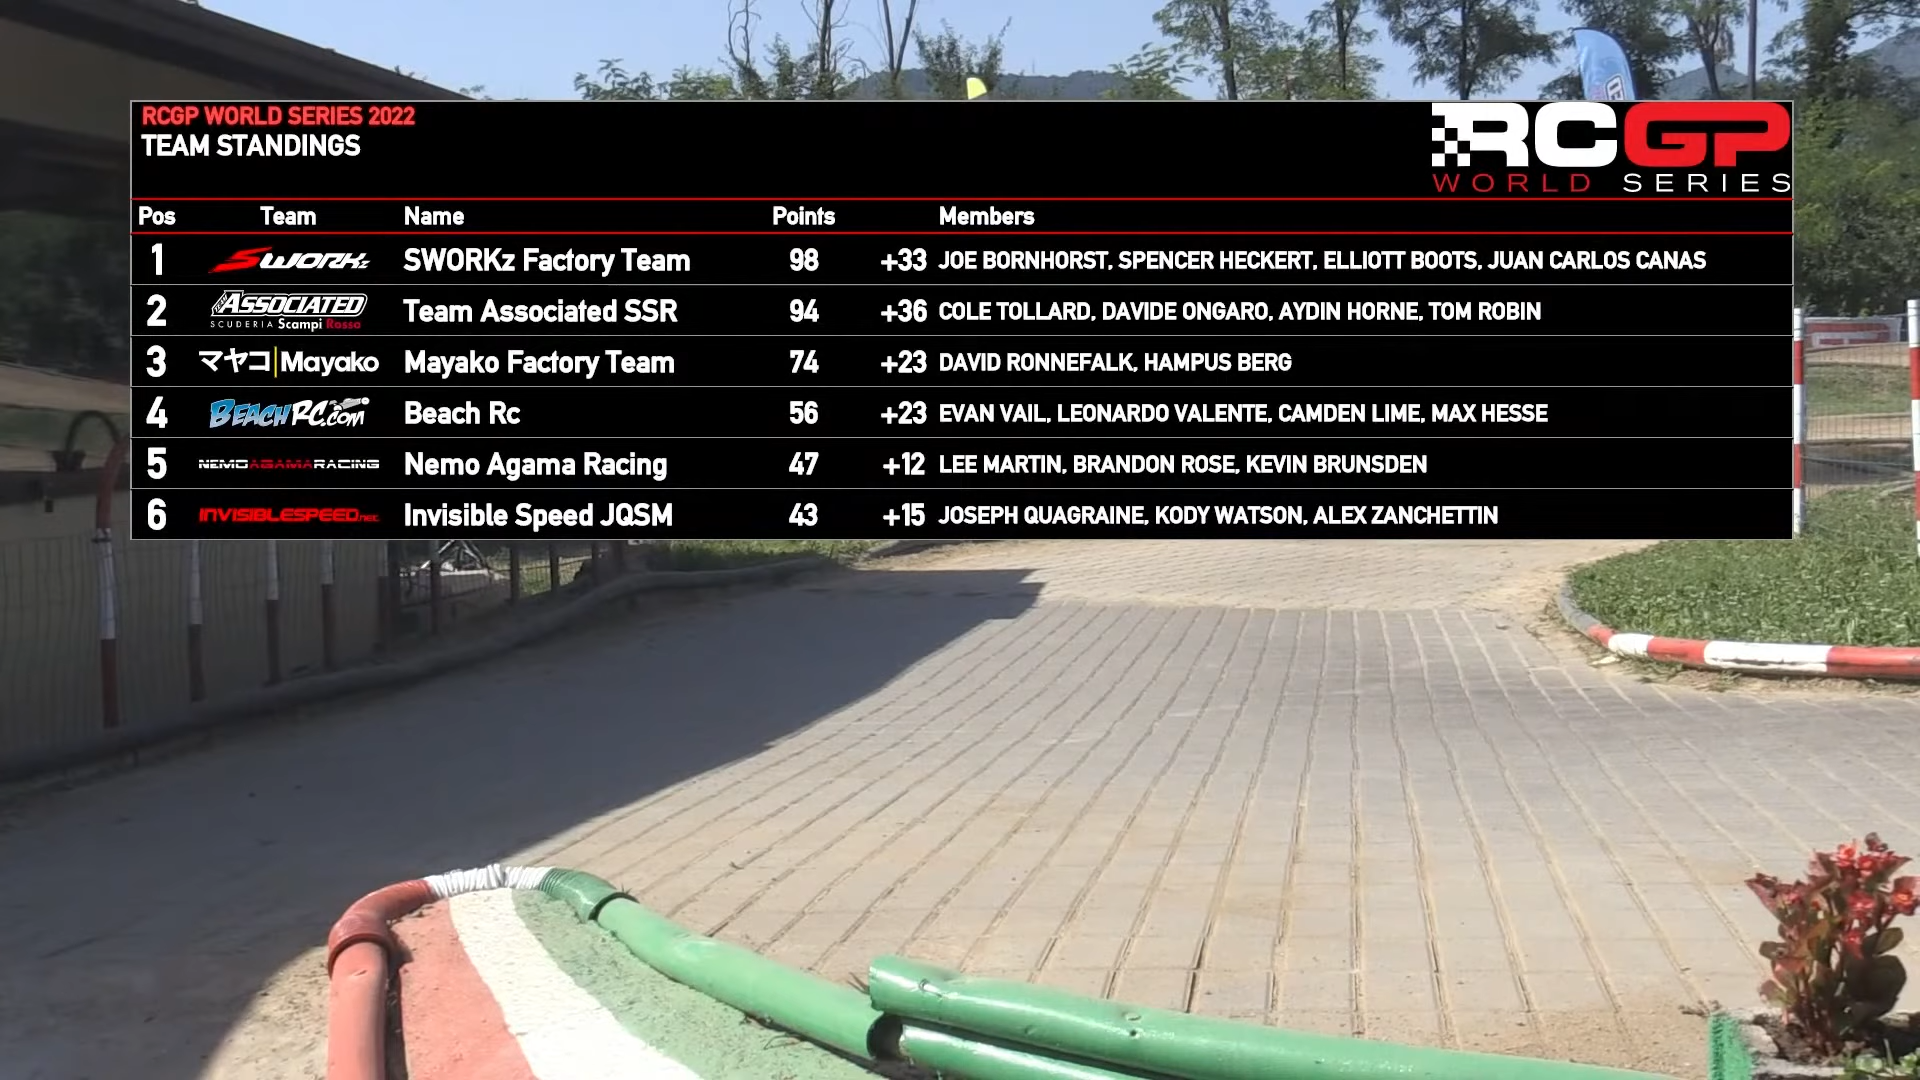 RCGP WORLD SERIES 2022
TEAM STANDINGS
RCGP
WORLD SERIES
Pos Team Name Points Members
1 SWORKz SWORKz Factory Team 98 +33 JOE BORNHORST, SPENCER HECKERT, ELLIOTT BOOTS, JUAN CARLOS CANAS
2 ASSOCIATED SCUDERIA Scampi Rossa Team Associated SSR 94 +36 COLE TOLLARD, DAVIDE ONGARO, AYDIN HORNE, TOM ROBIN
3 マヤコ|Mayako Mayako Factory Team 74 +23 DAVID RONNEFALK, HAMPUS BERG
4 BEACHRC.COM Beach Rc 56 +23 EVAN VAIL, LEONARDO VALENTE, CAMDEN LIME, MAX HESSE
5 NEMOAGAMARACING Nemo Agama Racing 47 +12 LEE MARTIN, BRANDON ROSE, KEVIN BRUNSDEN
6 INVISIBLESPEED.net Invisible Speed JQSM 43 +15 JOSEPH QUAGRAINE, KODY WATSON, ALEX ZANCHETTIN